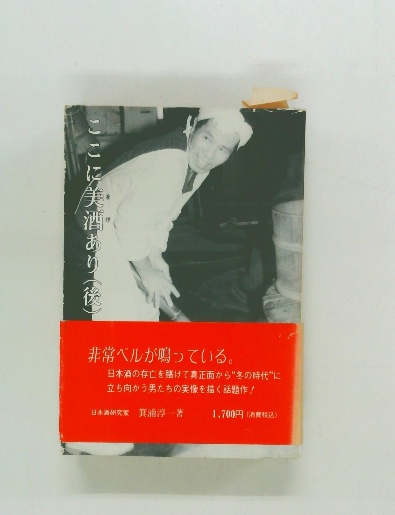 ここに美酒あり(後)
非常ベルが鳴っている。
日本酒の存亡を賭けて真正面から“冬の時代”に
立ち向かう男たちの実像を描く話題作!
日本酒研究家 箕浦淳一著 1,700円(消費税込)